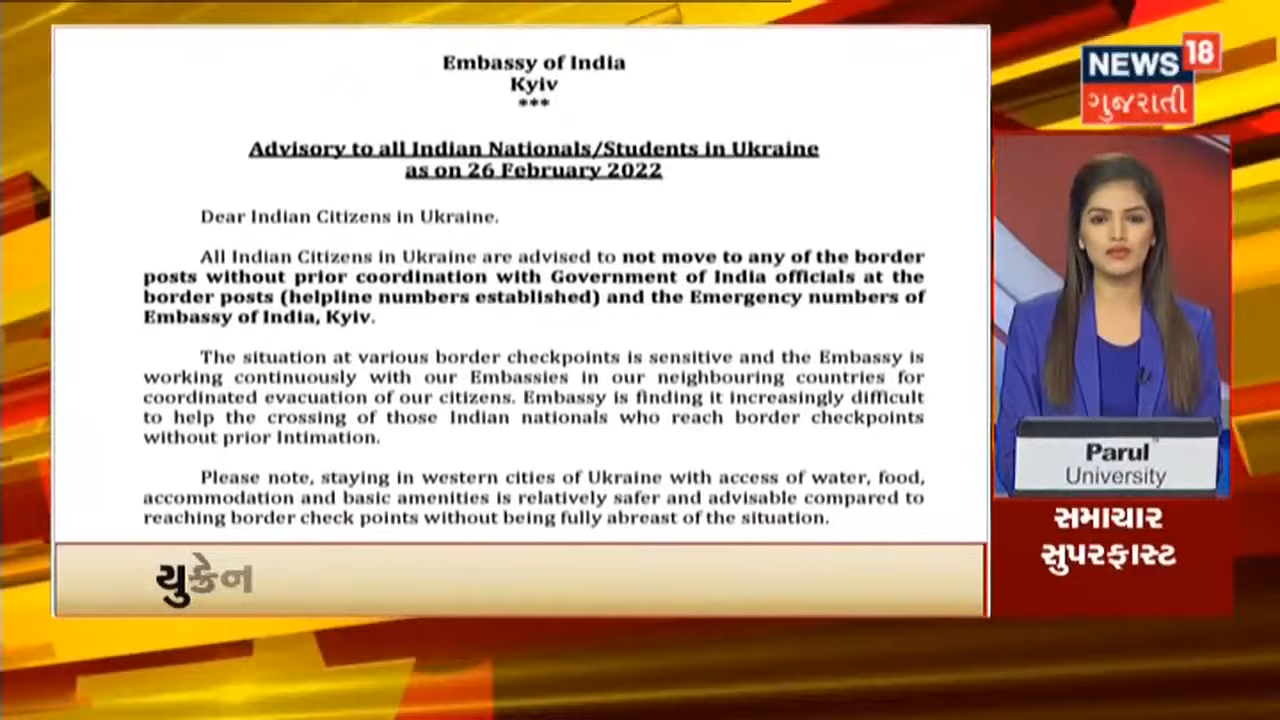 Embassy of India
Kyiv
***
Advisory to all Indian Nationals/Students in Ukraine
as on 26 February 2022
Dear Indian Citizens in Ukraine.
All Indian Citizens in Ukraine are advised to not move to any of the border
posts without prior coordination with Government of India officials at the
border posts (helpline numbers established) and the Emergency numbers of
Embassy of India, Kyiv.
The situation at various border checkpoints is sensitive and the Embassy is
working continuously with our Embassies in our neighbouring countries for
coordinated evacuation of our citizens. Embassy is finding it increasingly difficult
to help the crossing of those Indian nationals who reach border checkpoints
without prior Intimation.
Please note, staying in western cities of Ukraine with access of water, food,
accommodation and basic amenities is relatively safer and advisable compared to
reaching border check points without being fully abreast of the situation.
યુક્રેન
NEWS 18
ગુજરાતી
Parul
University
સમાચાર
સુપરફાસ્ટ